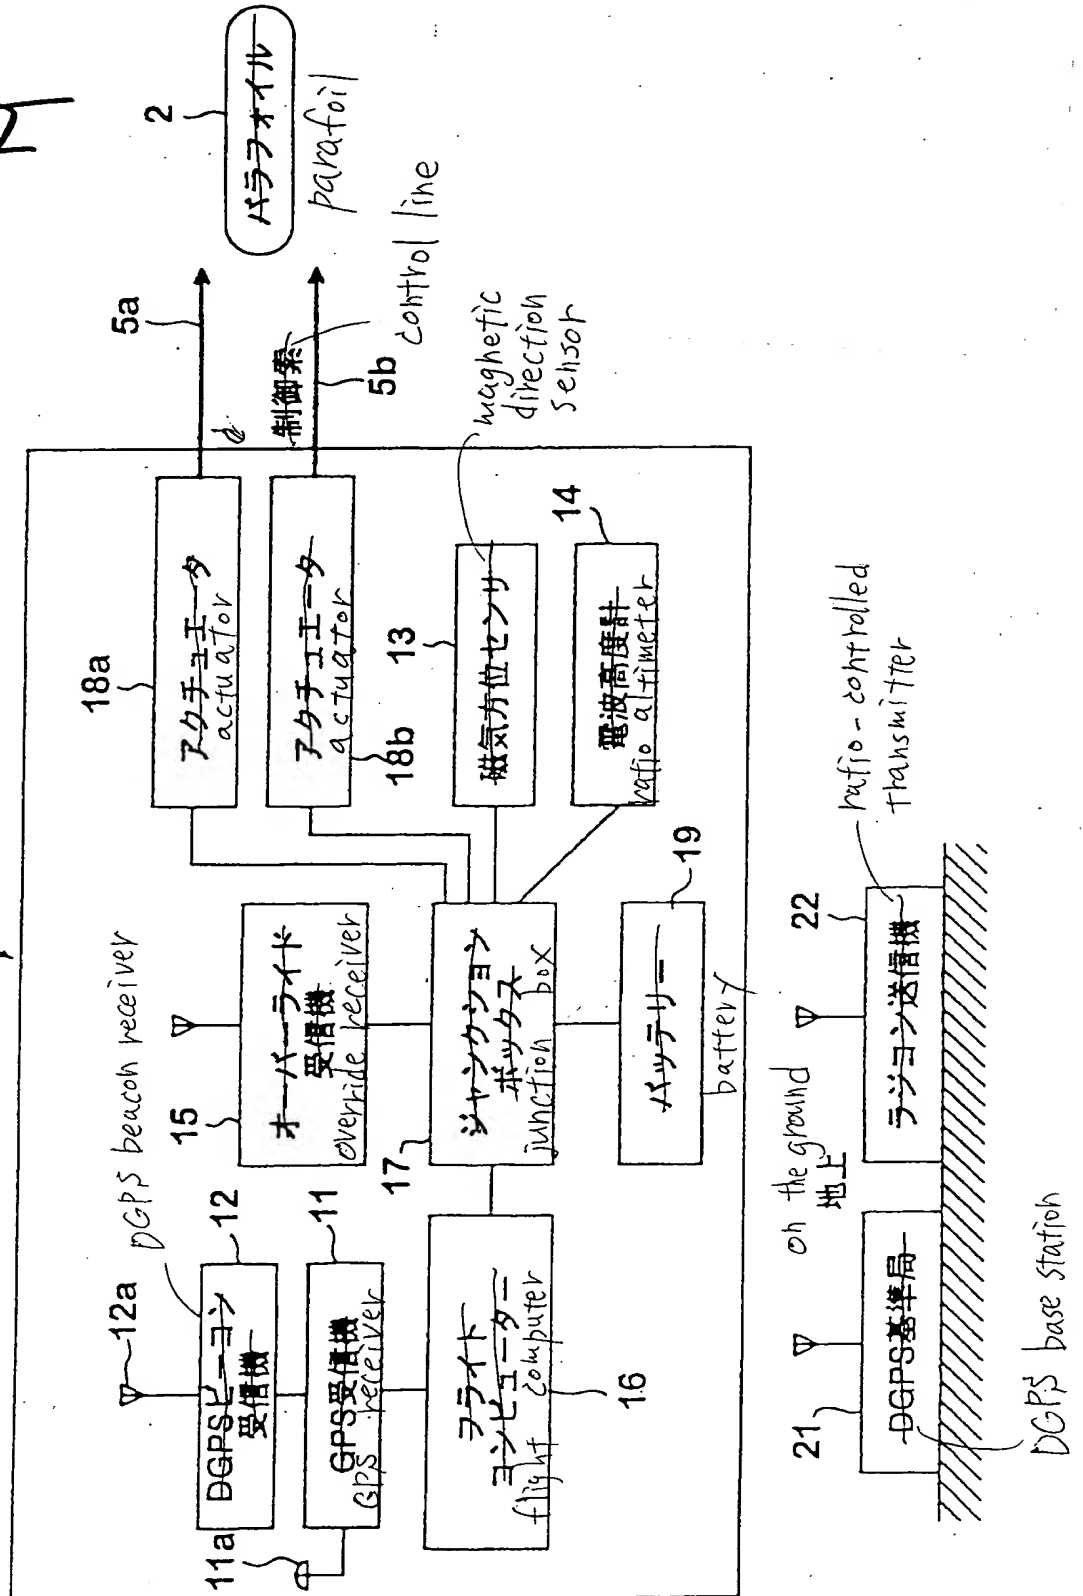 12a
DGPS beacon receiver
12
DGPSビーコン
受信機
15
オーバーライド
受信機
override receiver
18a
アクチュエータ
actuator
5a
2
パラフォイル
parafoil
11a
11
GPS受信機
GPS receiver
アクチュエータ
actuator
18b
制御索
control line
5b
17
ジャンクション
ボックス
junction box
13
磁気方位センサ
magnetic
direction
sensor
フライト
コンピューター
flight computer
16
14
電波高度計
ratio altimeter
19
バッテリー
battery
on the ground
地上
21
DGPS基準局
DGPS base station
22
ラジコン送信機
ratio-controlled
transmitter